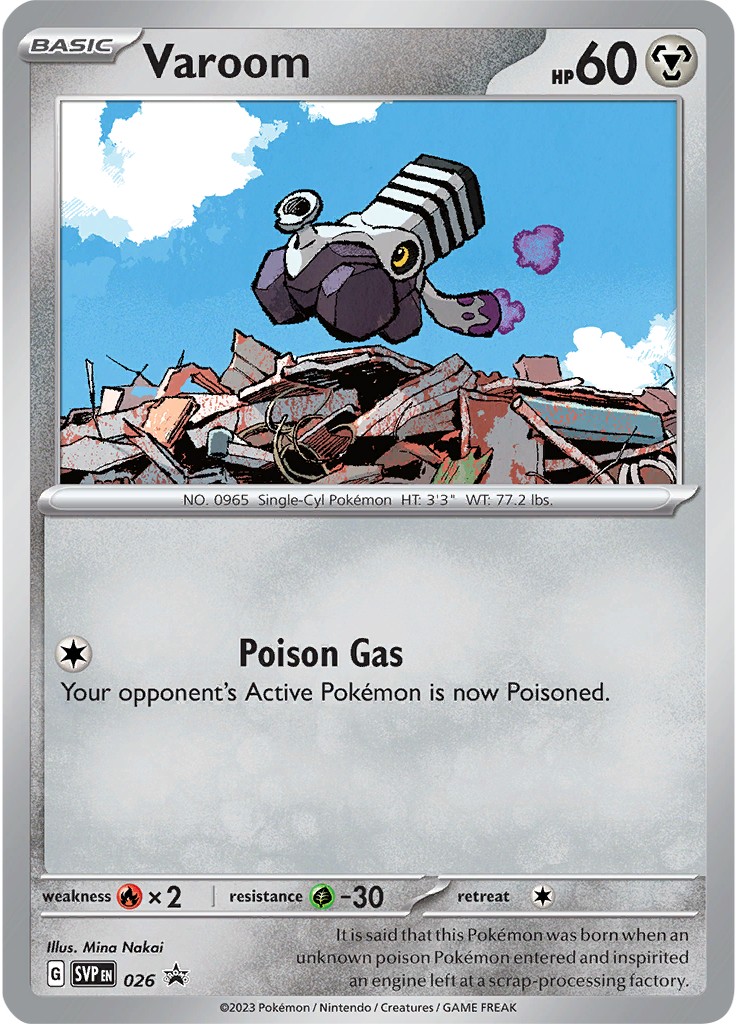 BASIC
Varoom
HP 60
NO. 0965 Single-Cyl Pokémon HT: 3'3" WT: 77.2 lbs.
Poison Gas
Your opponent's Active Pokémon is now Poisoned.
weakness ×2 resistance -30 retreat
Illus. Mina Nakai
G SVP EN 026
It is said that this Pokémon was born when an
unknown poison Pokémon entered and inspirited
an engine left at a scrap-processing factory.
©2023 Pokémon / Nintendo / Creatures / GAME FREAK